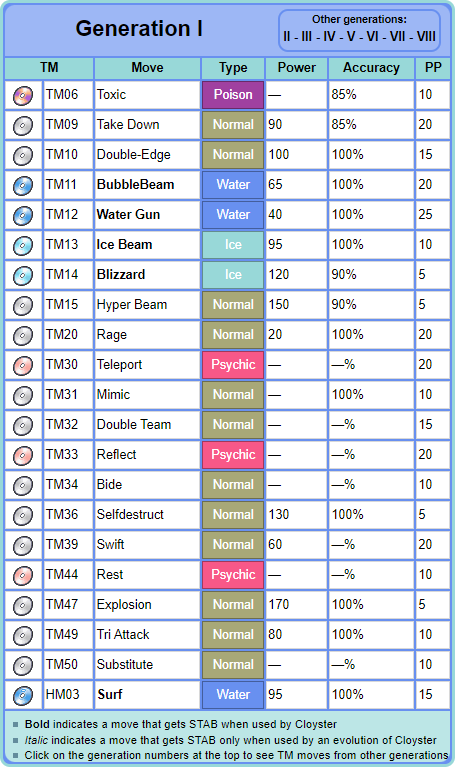 Generation I
Other generations:
II - III - IV - V - VI - VII - VIII
TM Move Type Power Accuracy PP
TM06 Toxic Poison — 85% 10
TM09 Take Down Normal 90 85% 20
TM10 Double-Edge Normal 100 100% 15
TM11 BubbleBeam Water 65 100% 20
TM12 Water Gun Water 40 100% 25
TM13 Ice Beam Ice 95 100% 10
TM14 Blizzard Ice 120 90% 5
TM15 Hyper Beam Normal 150 90% 5
TM20 Rage Normal 20 100% 20
TM30 Teleport Psychic — —% 20
TM31 Mimic Normal — 100% 10
TM32 Double Team Normal — —% 15
TM33 Reflect Psychic — —% 20
TM34 Bide Normal — —% 10
TM36 Selfdestruct Normal 130 100% 5
TM39 Swift Normal 60 —% 20
TM44 Rest Psychic — —% 10
TM47 Explosion Normal 170 100% 5
TM49 Tri Attack Normal 80 100% 10
TM50 Substitute Normal — —% 10
HM03 Surf Water 95 100% 15
Bold indicates a move that gets STAB when used by Cloyster
Italic indicates a move that gets STAB only when used by an evolution of Cloyster
Click on the generation numbers at the top to see TM moves from other generations